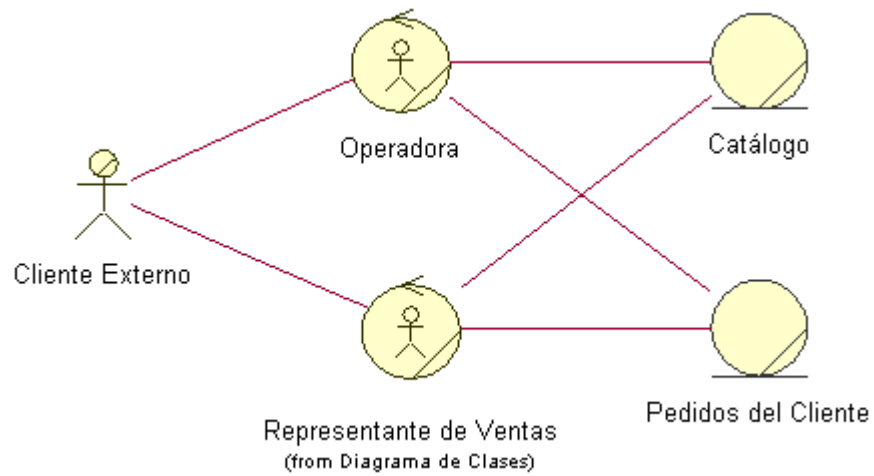 Operadora
Catálogo
Cliente Externo
Representante de Ventas
(from Diagrama de Clases)
Pedidos del Cliente